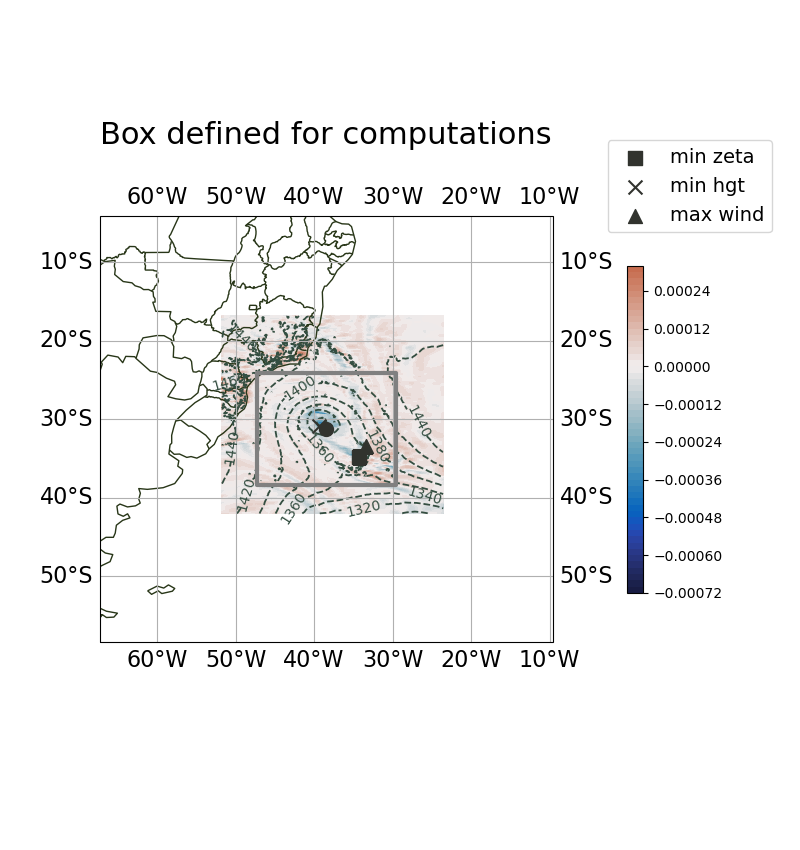 Box defined for computations
min zeta
min hgt
max wind
60°W 50°W 40°W 30°W 20°W 10°W
10°S 10°S
20°S 20°S
30°S 30°S
40°S 40°S
50°S 50°S
60°W 50°W 40°W 30°W 20°W 10°W
1400
1440
1440
1380
1360
1420
1360
1340
1320
0.00024
0.00012
0.00000
−0.00012
−0.00024
−0.00036
−0.00048
−0.00060
−0.00072